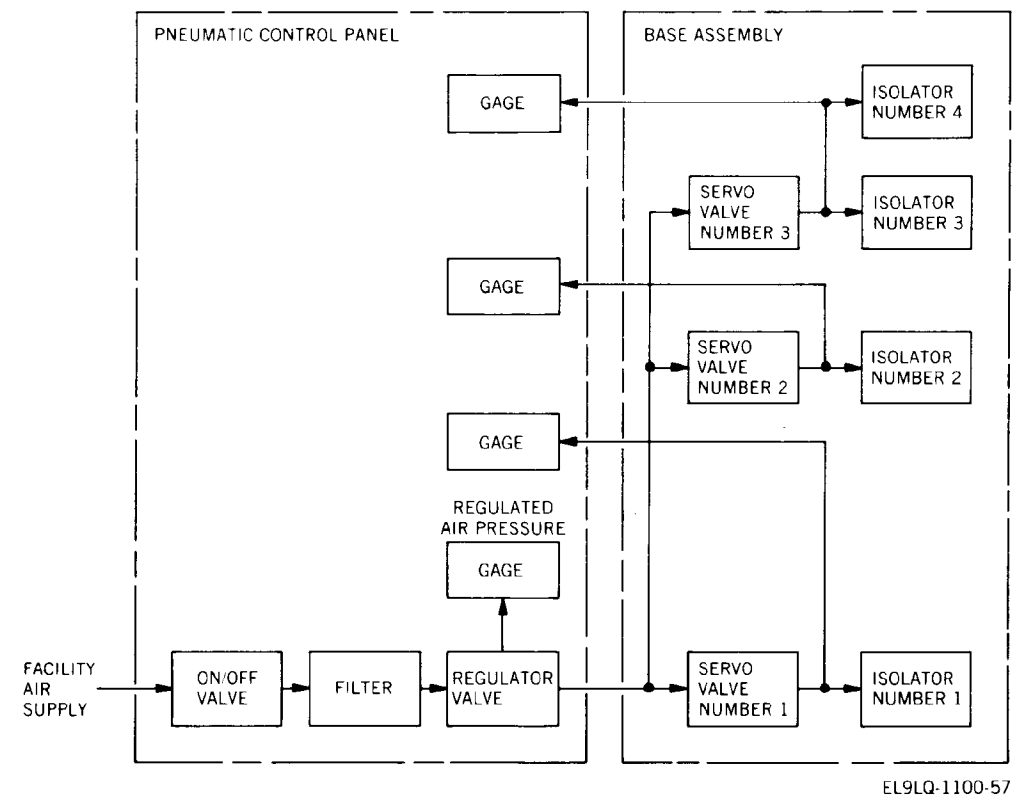 PNEUMATIC CONTROL PANEL
BASE ASSEMBLY
GAGE
ISOLATOR
NUMBER 4
SERVO
VALVE
NUMBER 3
ISOLATOR
NUMBER 3
GAGE
SERVO
VALVE
NUMBER 2
ISOLATOR
NUMBER 2
GAGE
REGULATED
AIR PRESSURE
GAGE
FACILITY
AIR
SUPPLY
ON/OFF
VALVE
FILTER
REGULATOR
VALVE
SERVO
VALVE
NUMBER 1
ISOLATOR
NUMBER 1
EL9LQ-1100-57